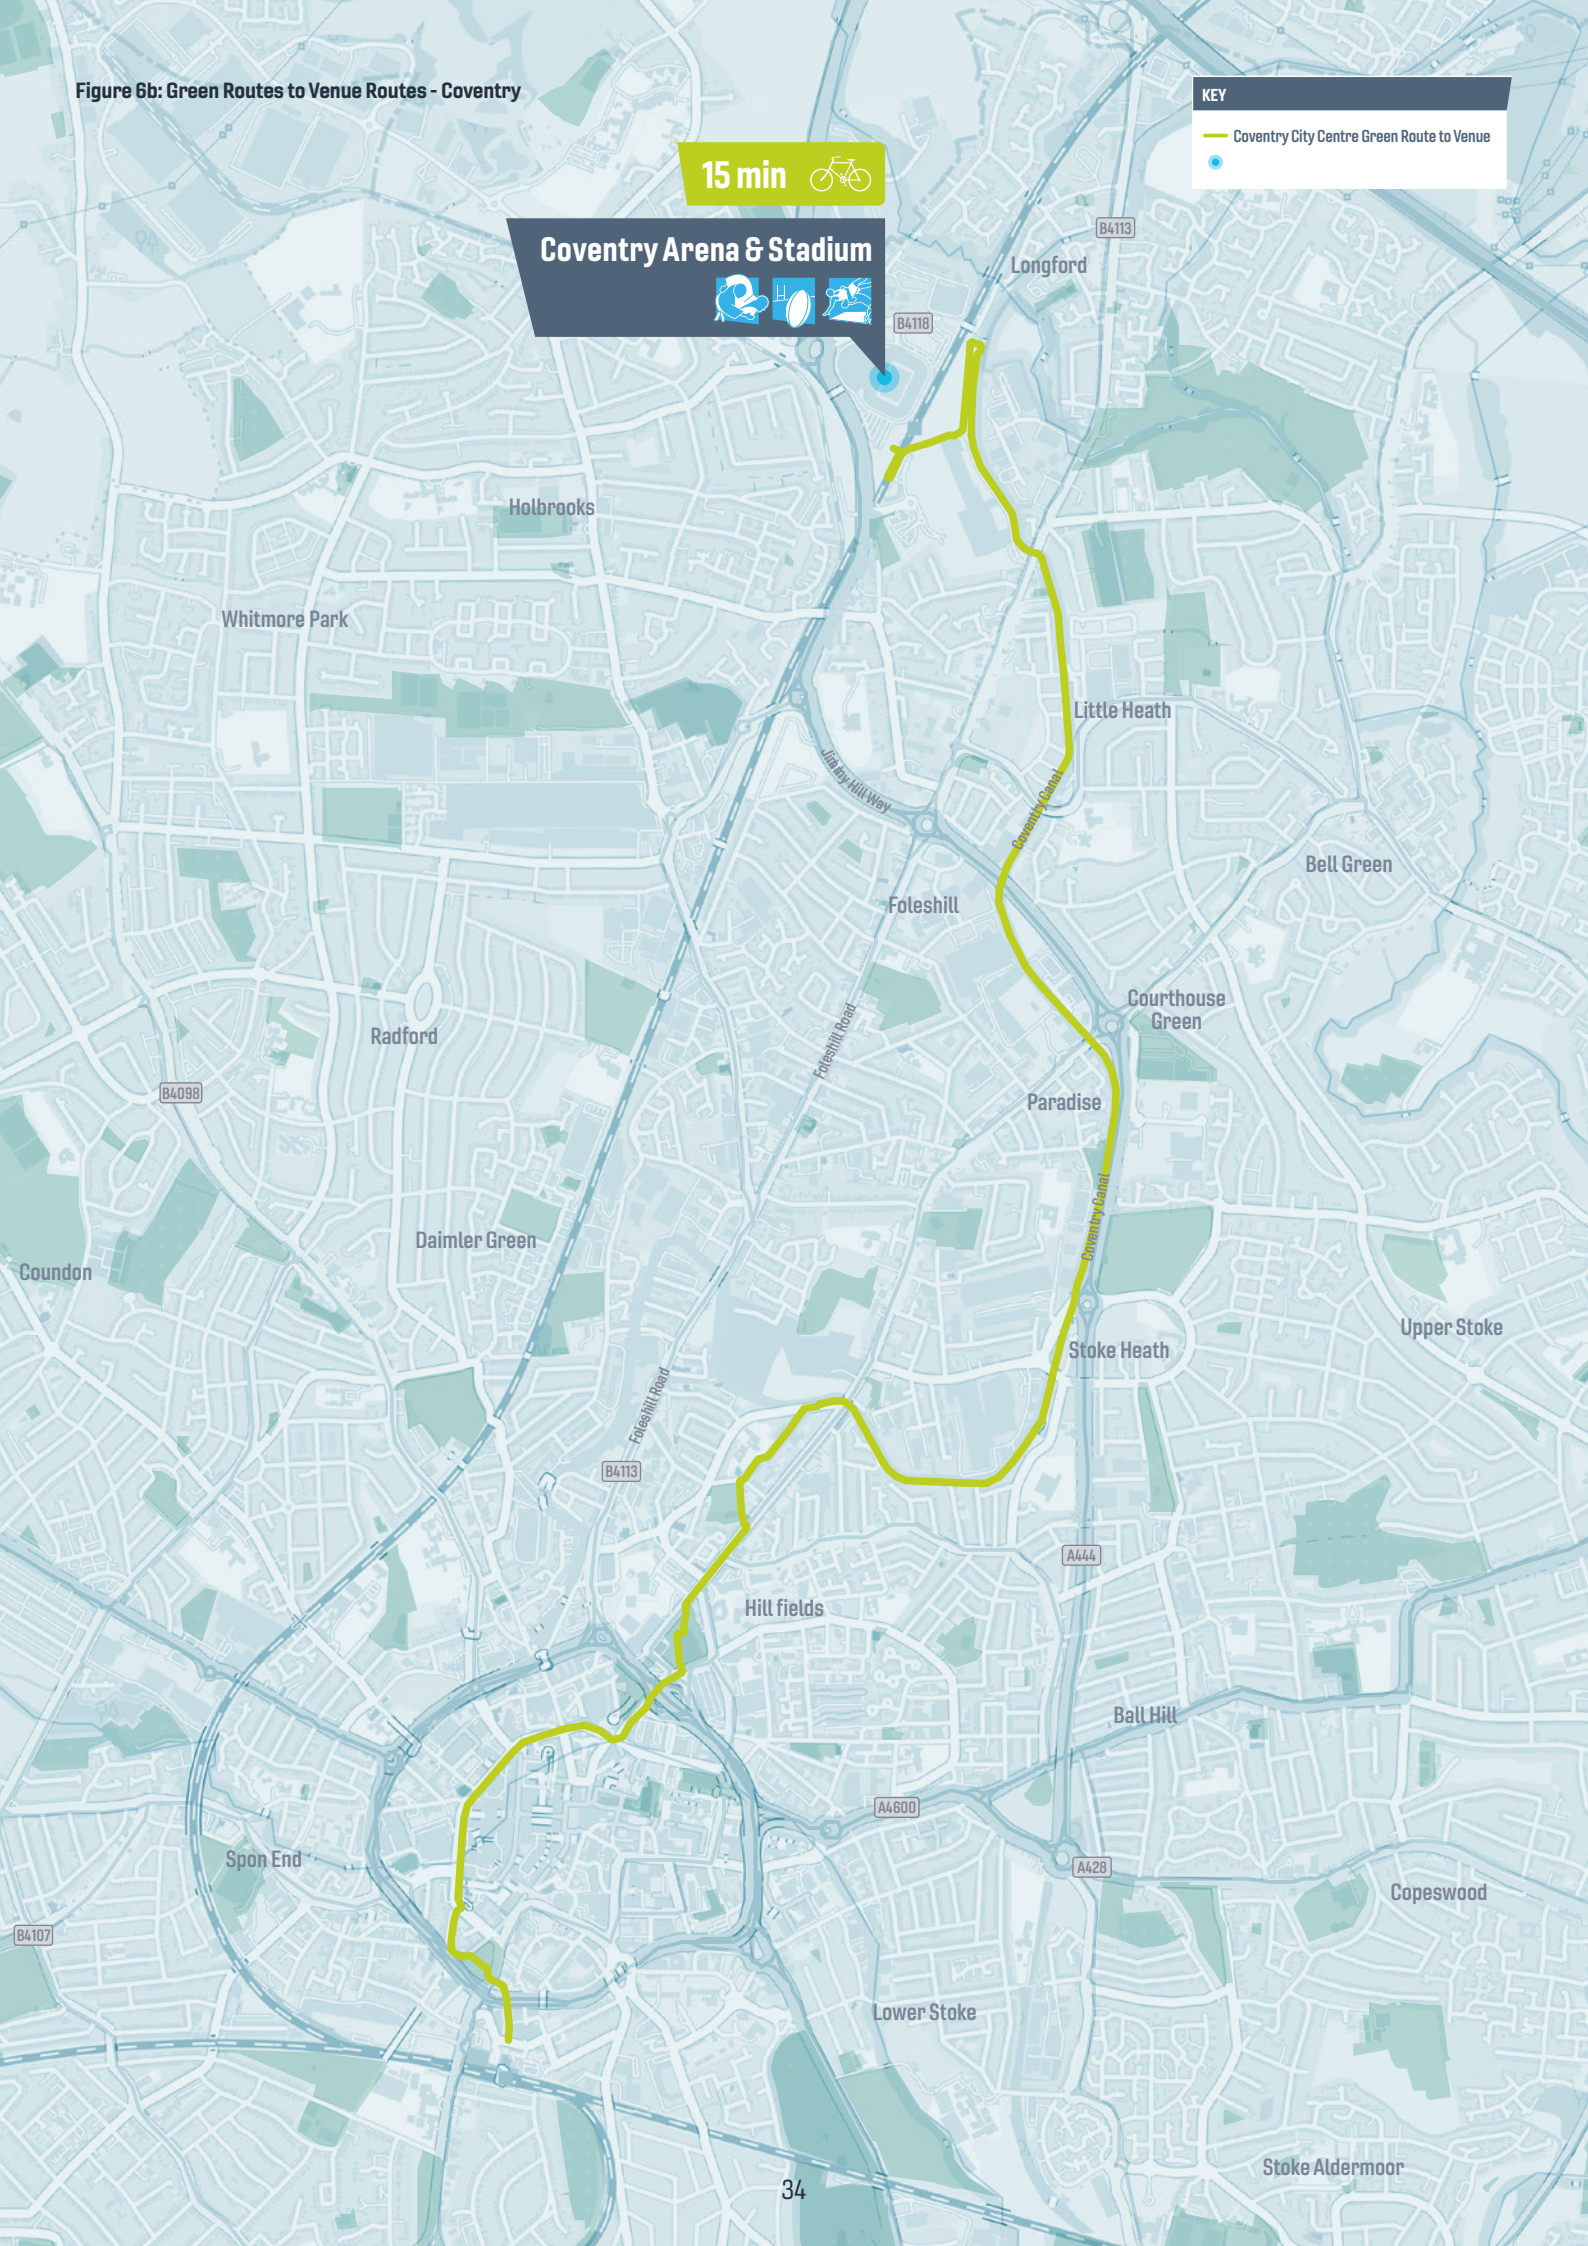 Figure 6b: Green Routes to Venue Routes - Coventry
KEY
Coventry City Centre Green Route to Venue
15 min
Coventry Arena & Stadium
B4113
Longford
B4118
Holbrooks
Whitmore Park
Little Heath
Jimmy Hill Way
Coventry Canal
Bell Green
Foleshill
Courthouse
Green
Foleshill Road
Radford
B4098
Paradise
Coventry Canal
Daimler Green
Coundon
Upper Stoke
Stoke Heath
Foleshill Road
B4113
A444
Hill fields
Ball Hill
A4600
Spon End
A428
Copeswood
B4107
Lower Stoke
Stoke Aldermoor
34